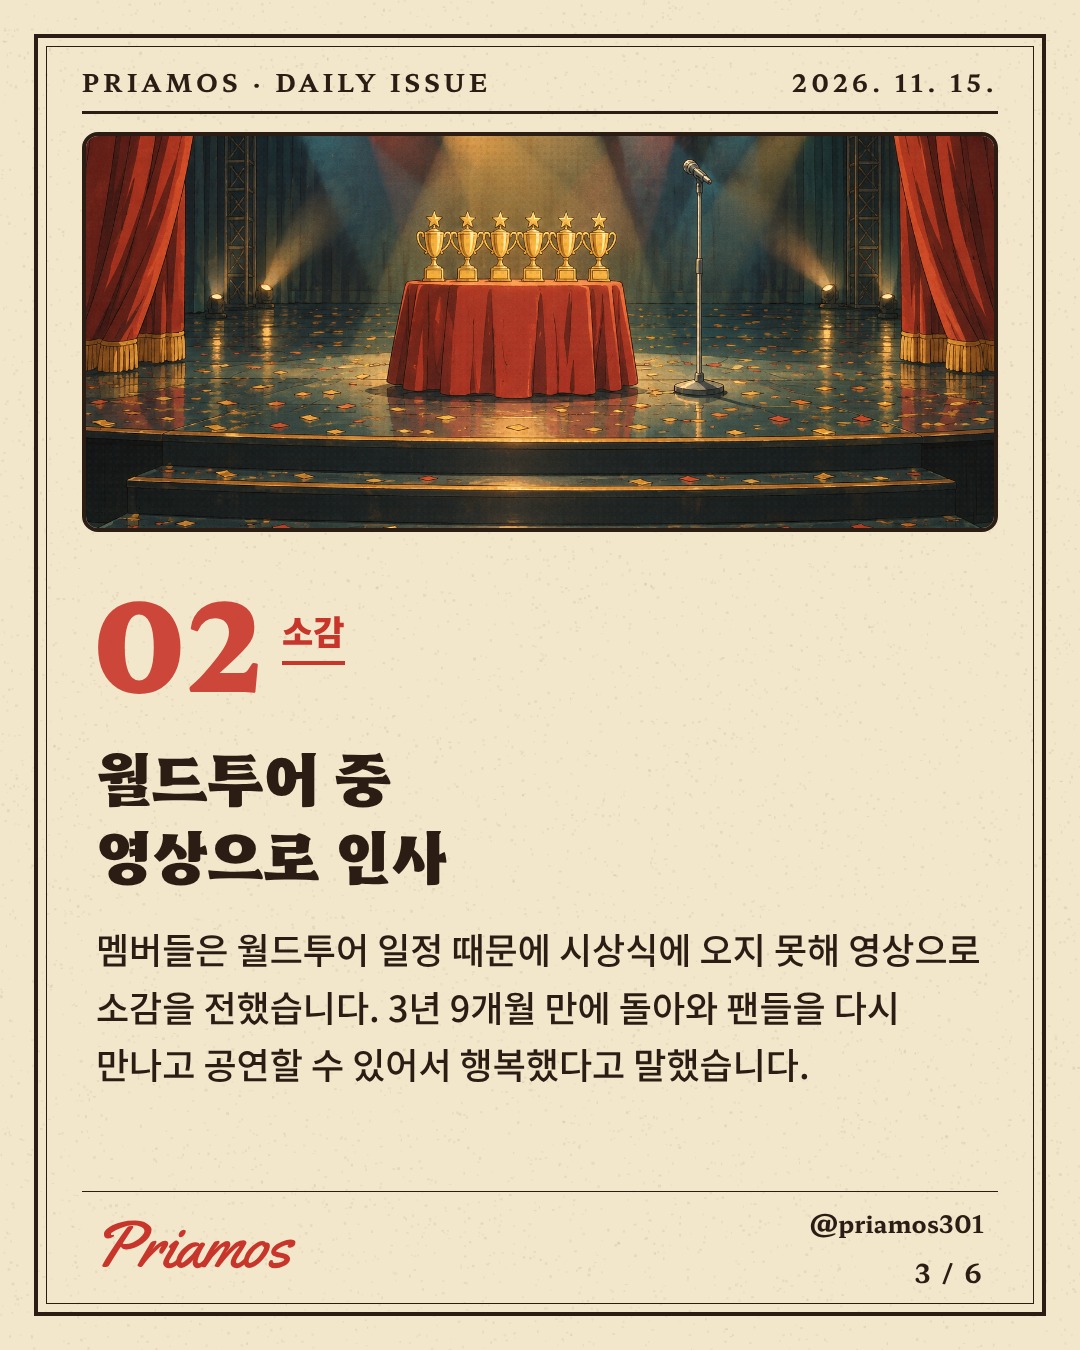 PRIAMOS · DAILY ISSUE
2026. 11. 15.
02
소감
월드투어 중
영상으로 인사
멤버들은 월드투어 일정 때문에 시상식에 오지 못해 영상으로
소감을 전했습니다. 3년 9개월 만에 돌아와 팬들을 다시
만나고 공연할 수 있어서 행복했다고 말했습니다.
Priamos
@priamos301
3 / 6